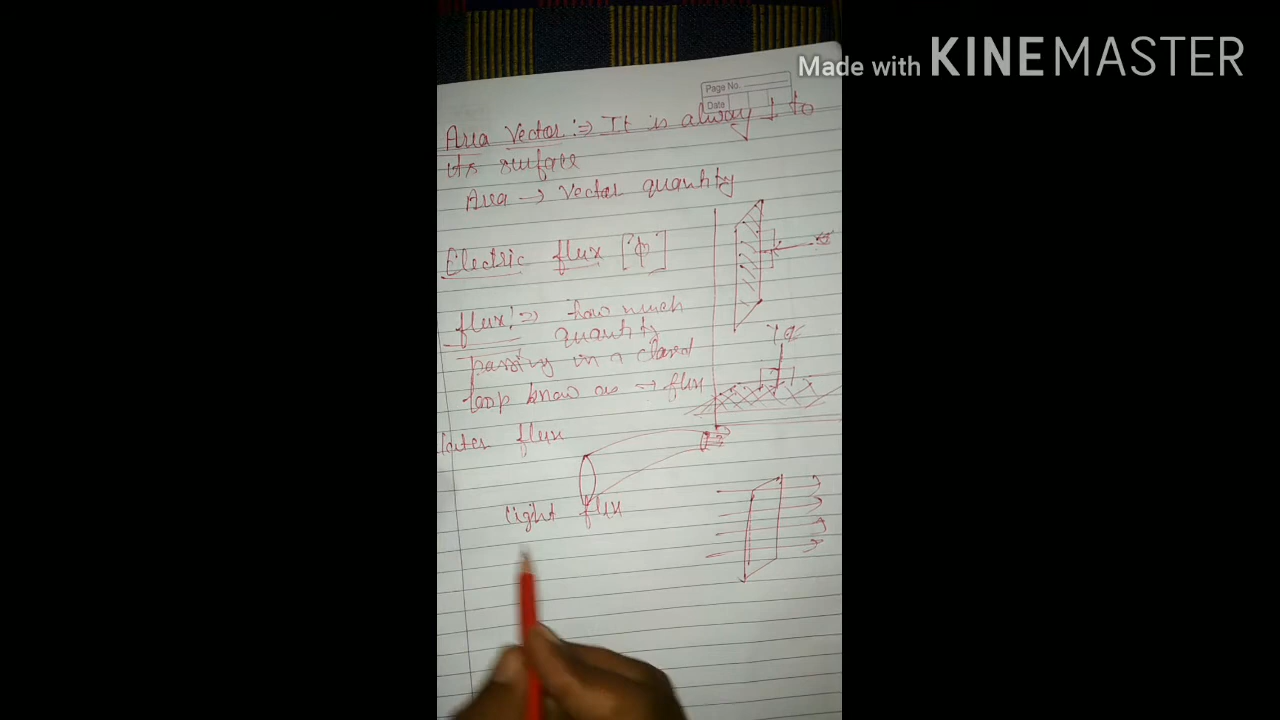 Made with KINEMASTER
Page No.
Date
Area Vector :⇒ It is alway ⊥ to
its surface
Area → Vector quantity
Electric flux [ϕ]
flux :⇒ how much
quantity
passing in a closed
loop know as → flux
water flux
light flux